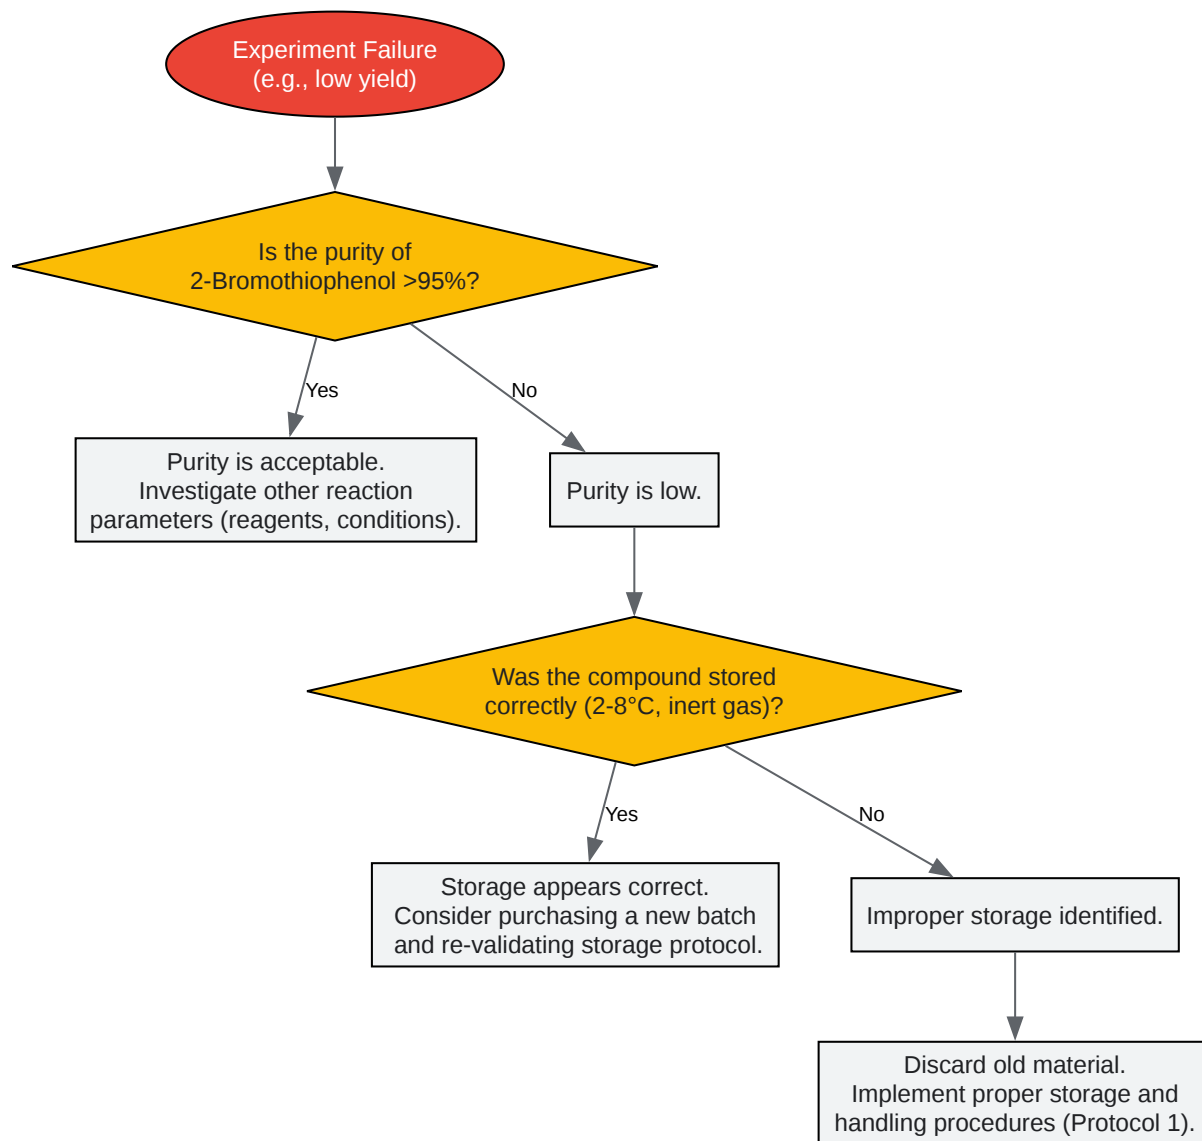 Experiment Failure
(e.g., low yield)
Is the purity of
2-Bromothiophenol >95%?
Yes
No
Purity is acceptable.
Investigate other reaction
parameters (reagents, conditions).
Purity is low.
Was the compound stored
correctly (2-8°C, inert gas)?
Yes
No
Storage appears correct.
Consider purchasing a new batch
and re-validating storage protocol.
Improper storage identified.
Discard old material.
Implement proper storage and
handling procedures (Protocol 1).